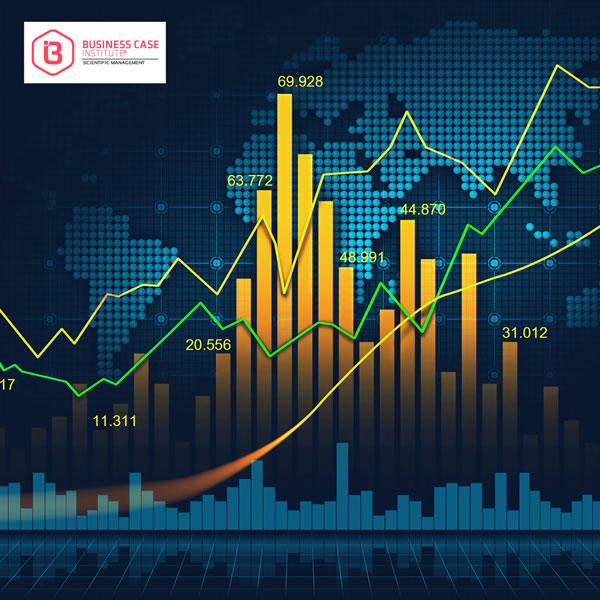 BUSINESS CASE
INSTITUTE
SCIENTIFIC MANAGEMENT
69.928
63.772
44.870
48.991
20.556
31.012
17
11.311